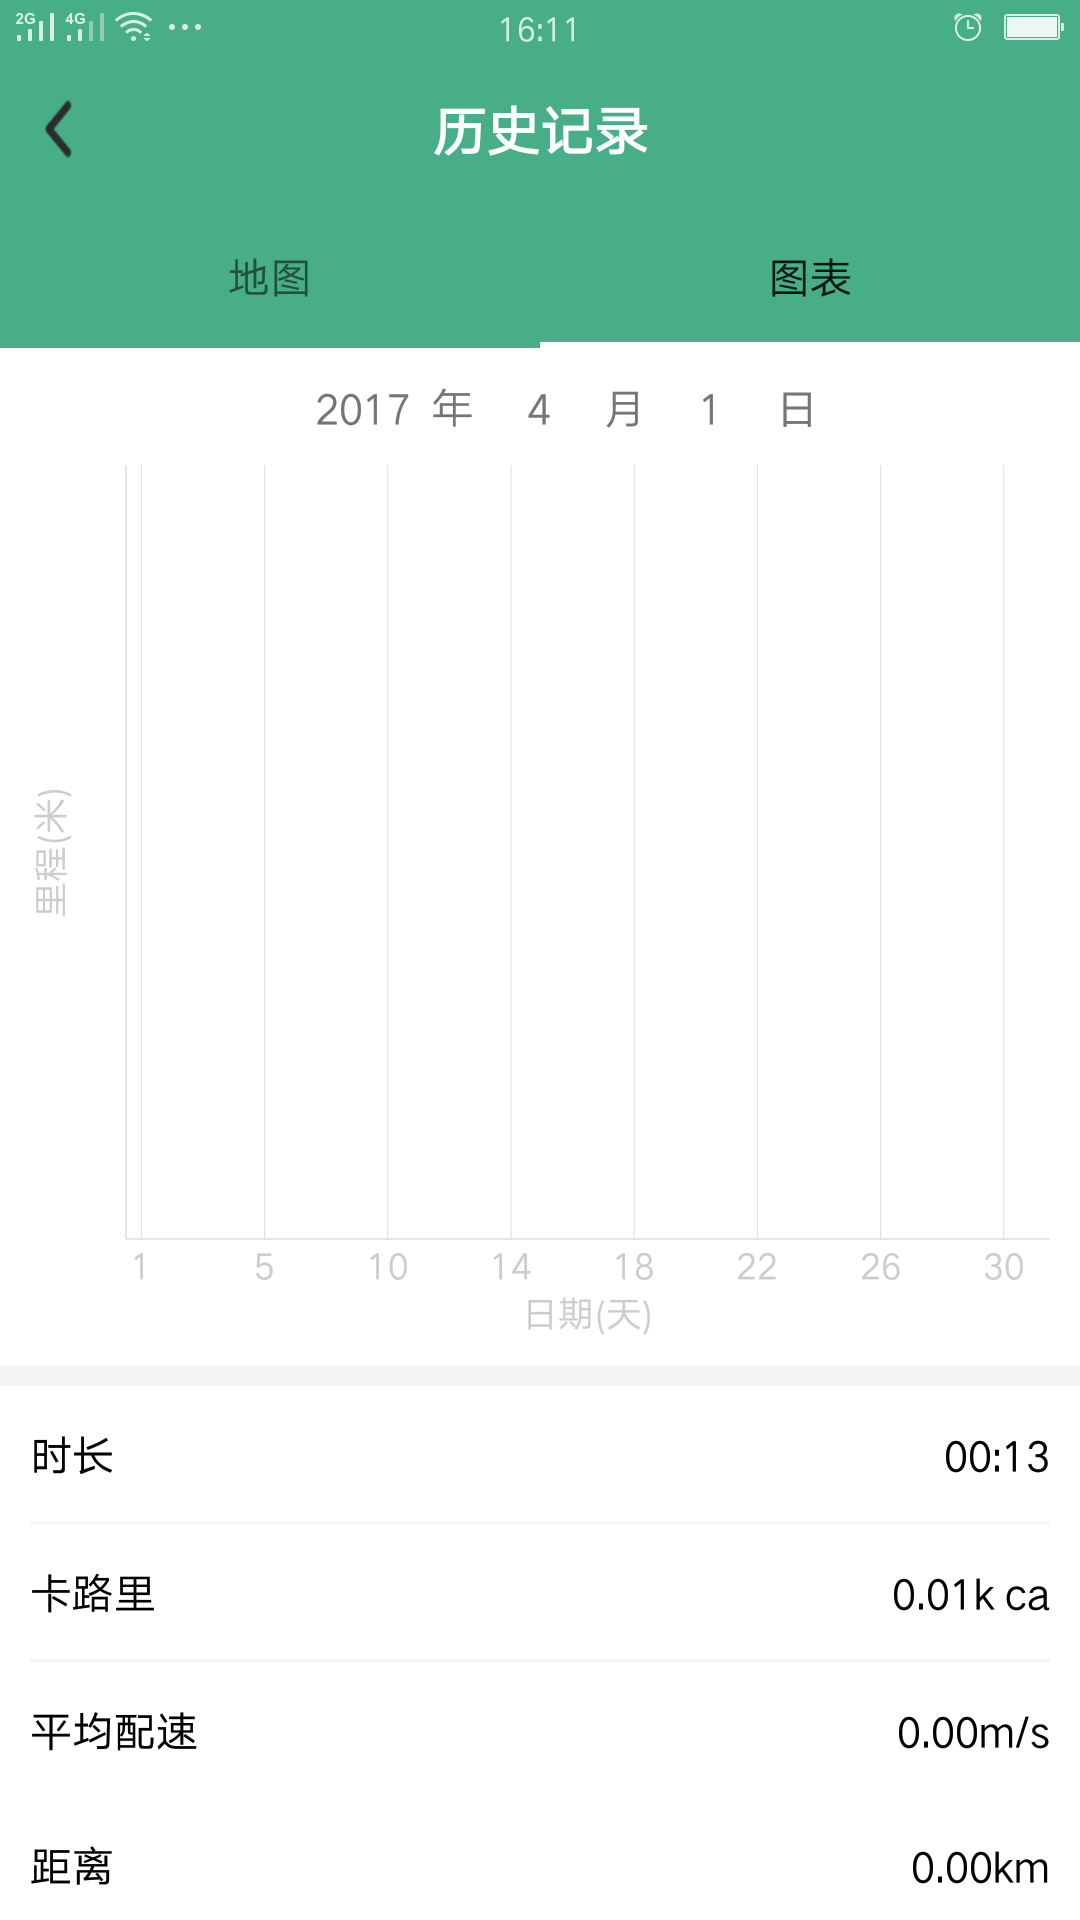 2G 4G 16:11
历史记录
地图 图表
2017 年 4 月 1 日
里程(米)
1 5 10 14 18 22 26 30
日期(天)
时长 00:13
卡路里 0.01k ca
平均配速 0.00m/s
距离 0.00km